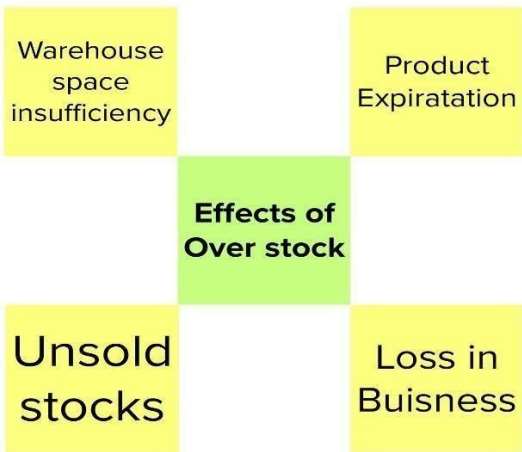 Warehouse
space
insufficiency
Product
Expiratation
Effects of
Over stock
Unsold
stocks
Loss in
Buisness